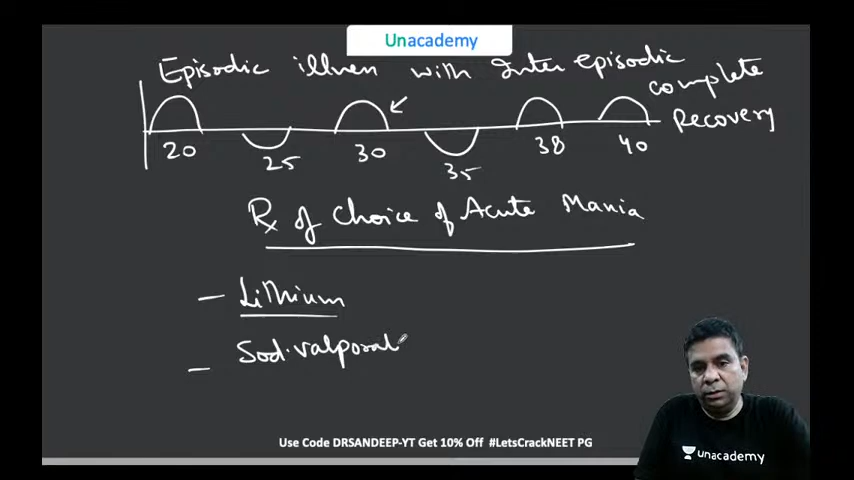 Unacademy
Episodic illness with Inter episodic
complete
Recovery
20 25 30 35 38 40
Rx of Choice of Acute Mania
- Lithium
- Sod. valporat
Use Code DRSANDEEP-YT Get 10% Off #LetsCrackNEET PG
unacademy